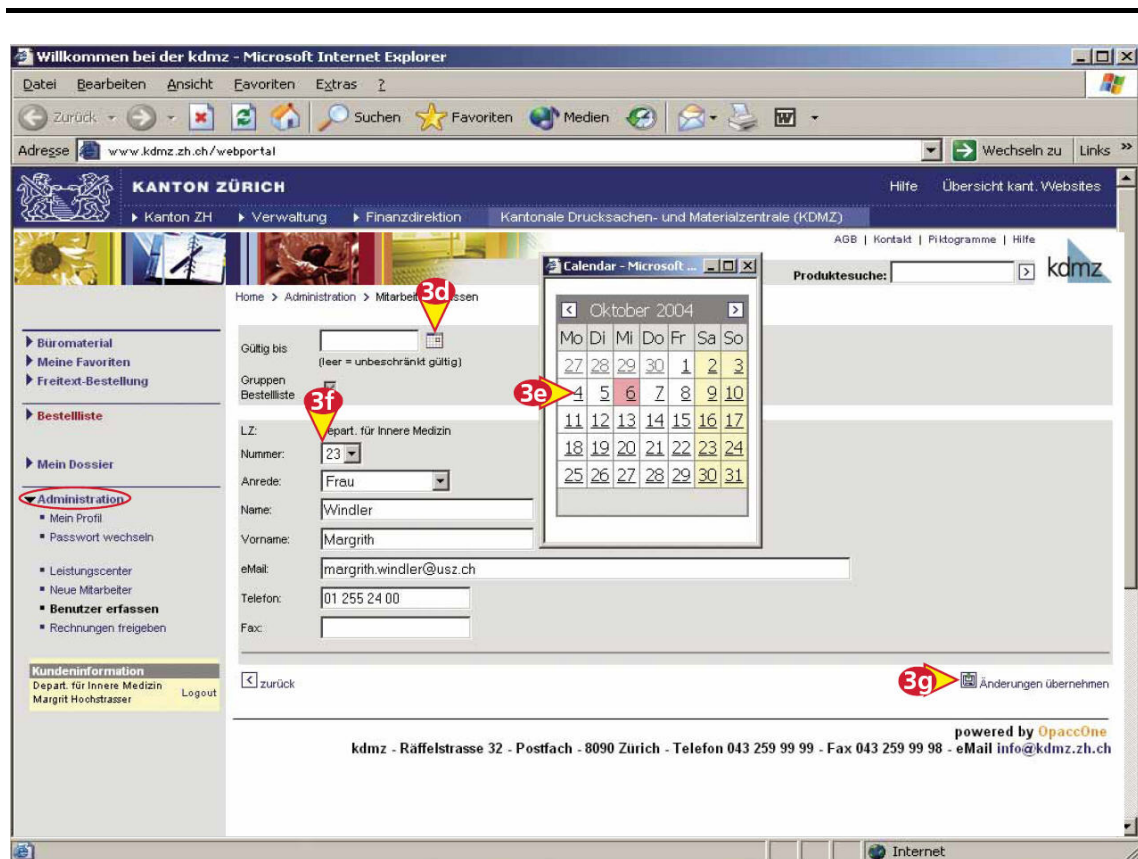 Willkommen bei der kdmz - Microsoft Internet Explorer
Datei Bearbeiten Ansicht Favoriten Extras ?
Zurück Suchen Favoriten Medien
Adresse www.kdmz.zh.ch/webportal Wechseln zu Links »
KANTON ZÜRICH Hilfe Übersicht kant. Websites
Kanton ZH Verwaltung Finanzdirektion Kantonale Drucksachen- und Materialzentrale (KDMZ)
AGB | Kontakt | Piktogramme | Hilfe
Produktesuche: kdmz
Home > Administration > Mitarbeiter
3d
Büromaterial
Meine Favoriten
Freitext-Bestellung
Bestellliste
Mein Dossier
Administration
Mein Profil
Passwort wechseln
Leistungscenter
Neue Mitarbeiter
Benutzer erfassen
Rechnungen freigeben
Kundeninformation
Depart. für Innere Medizin
Margrit Hochstrasser
Logout
Gültig bis
(leer = unbeschränkt gültig)
Gruppen
Bestellliste
3f
LZ: Depart. für Innere Medizin
Nummer: 23
Anrede: Frau
Name: Windler
Vorname: Margrith
eMail: margrith.windler@usz.ch
Telefon: 01 255 24 00
Fax:
Calendar - Microsoft ...
Oktober 2004
Mo Di Mi Do Fr Sa So
27 28 29 30 1 2 3
3e
4 5 6 7 8 9 10
11 12 13 14 15 16 17
18 19 20 21 22 23 24
25 26 27 28 29 30 31
zurück
3g
Änderungen übernehmen
powered by OpaccOne
kdmz - Räffelstrasse 32 - Postfach - 8090 Zürich - Telefon 043 259 99 99 - Fax 043 259 99 98 - eMail info@kdmz.zh.ch
Internet